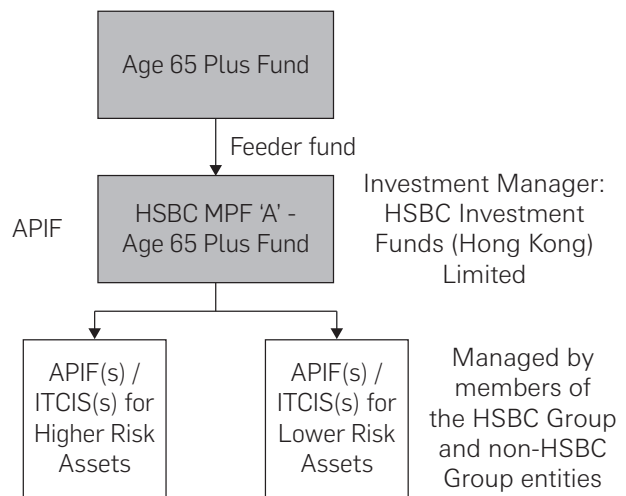 Age 65 Plus Fund
Feeder fund
APIF
HSBC MPF ‘A’ -
Age 65 Plus Fund
Investment Manager:
HSBC Investment
Funds (Hong Kong)
Limited
APIF(s) /
ITCIS(s) for
Higher Risk
Assets
APIF(s) /
ITCIS(s) for
Lower Risk
Assets
Managed by
members of
the HSBC Group
and non-HSBC
Group entities